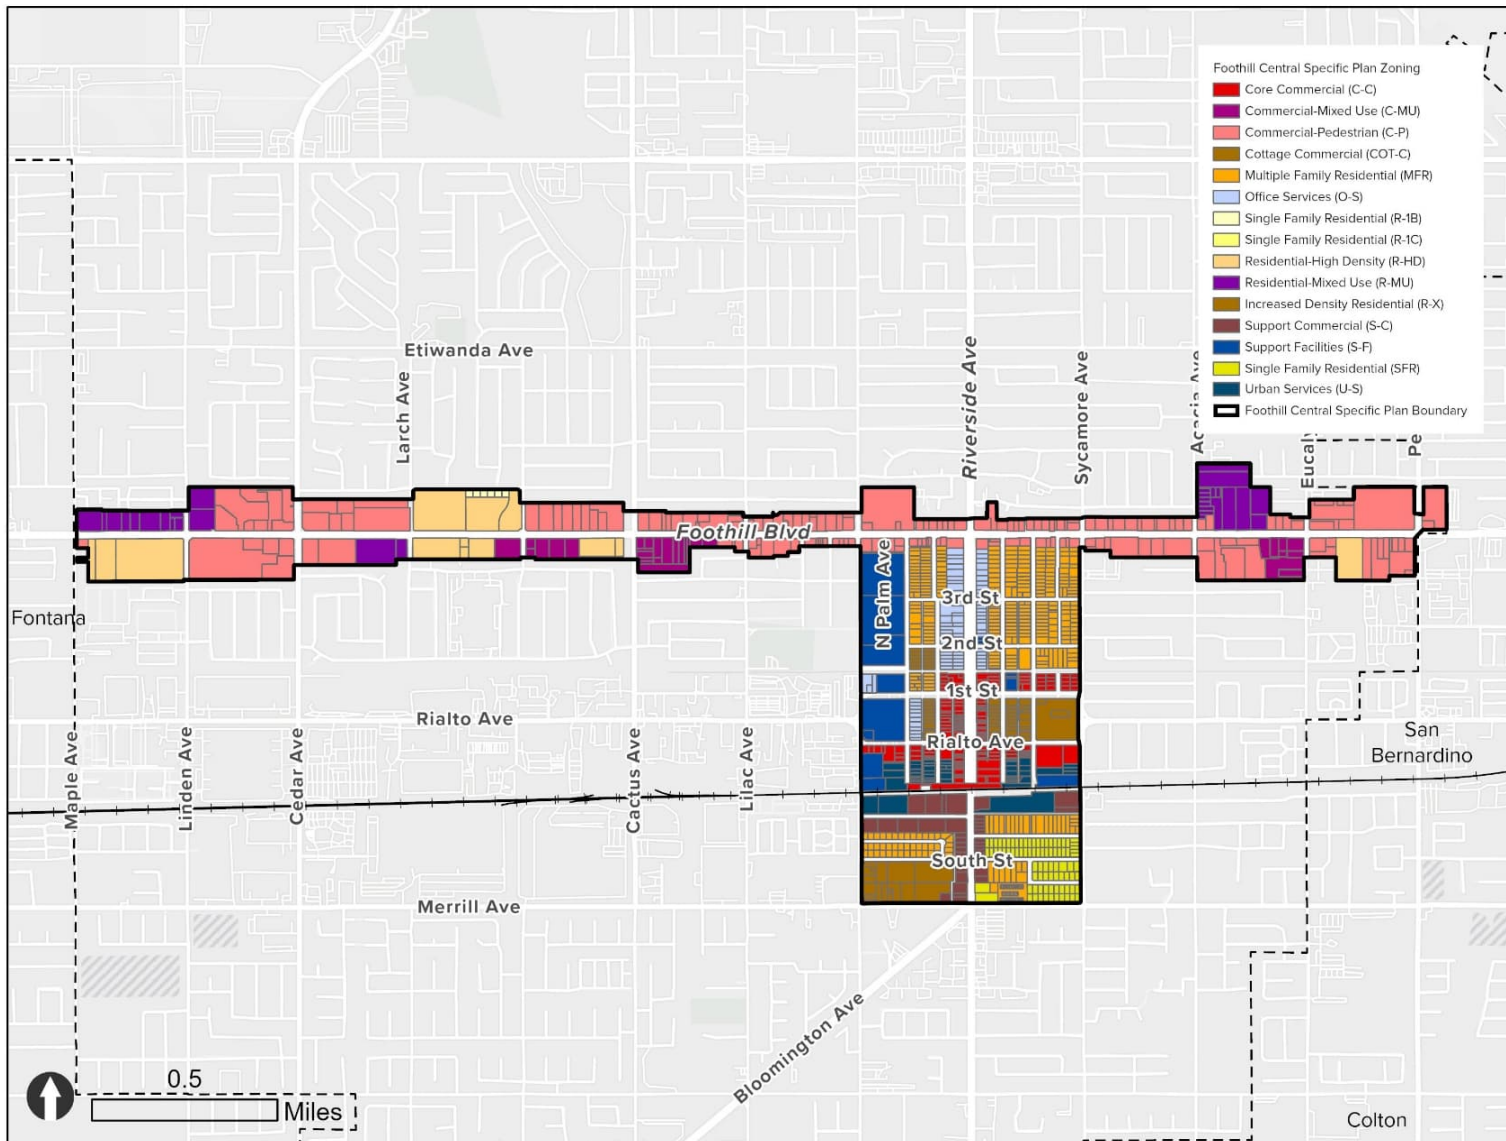 Foothill Central Specific Plan Zoning
Core Commercial (C-C)
Commercial-Mixed Use (C-MU)
Commercial-Pedestrian (C-P)
Cottage Commercial (COT-C)
Multiple Family Residential (MFR)
Office Services (O-S)
Single Family Residential (R-1B)
Single Family Residential (R-1C)
Residential-High Density (R-HD)
Residential-Mixed Use (R-MU)
Increased Density Residential (R-X)
Support Commercial (S-C)
Support Facilities (S-F)
Single Family Residential (SFR)
Urban Services (U-S)
Foothill Central Specific Plan Boundary
Etiwanda Ave
Larch Ave
Riverside Ave
Sycamore Ave
Acacia Ave
Eucaly
Pe
Foothill Blvd
N Palm Ave
3rd St
2nd St
1st St
Fontana
Rialto Ave
Rialto Ave
San
Bernardino
Maple Ave
Linden Ave
Cedar Ave
Cactus Ave
Lilac Ave
South St
Merrill Ave
Bloomington Ave
0.5
Miles
Colton